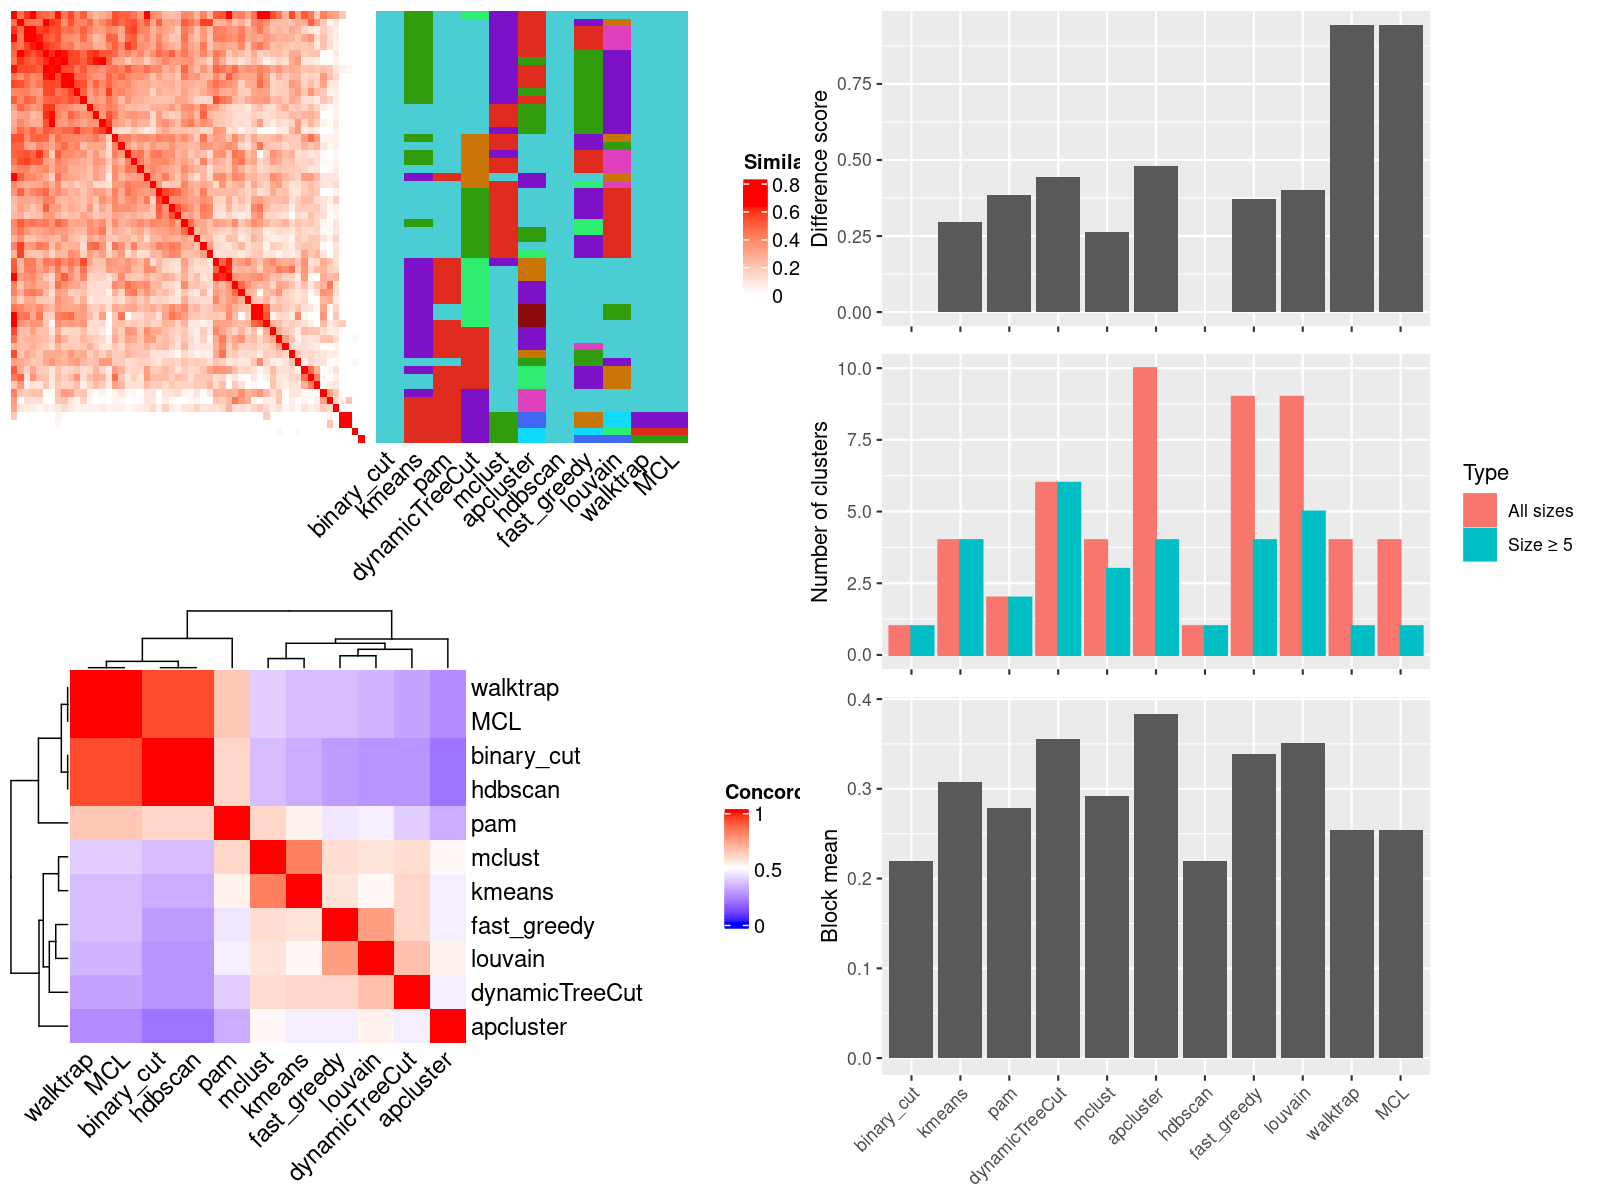 Simila
0.8
0.6
0.4
0.2
0
binary_cut
kmeans
pam
dynamicTreeCut
mclust
apcluster
hdbscan
fast_greedy
louvain
walktrap
MCL
walktrap
MCL
binary_cut
hdbscan
pam
mclust
kmeans
fast_greedy
louvain
dynamicTreeCut
apcluster
walktrap
MCL
binary_cut
hdbscan
pam
mclust
kmeans
fast_greedy
louvain
dynamicTreeCut
apcluster
Concord
1
0.5
0
Difference score
0.75
0.50
0.25
0.00
Number of clusters
10.0
7.5
5.0
2.5
0.0
Type
All sizes
Size ≥ 5
Block mean
0.4
0.3
0.2
0.1
0.0
binary_cut
kmeans
pam
dynamicTreeCut
mclust
apcluster
hdbscan
fast_greedy
louvain
walktrap
MCL